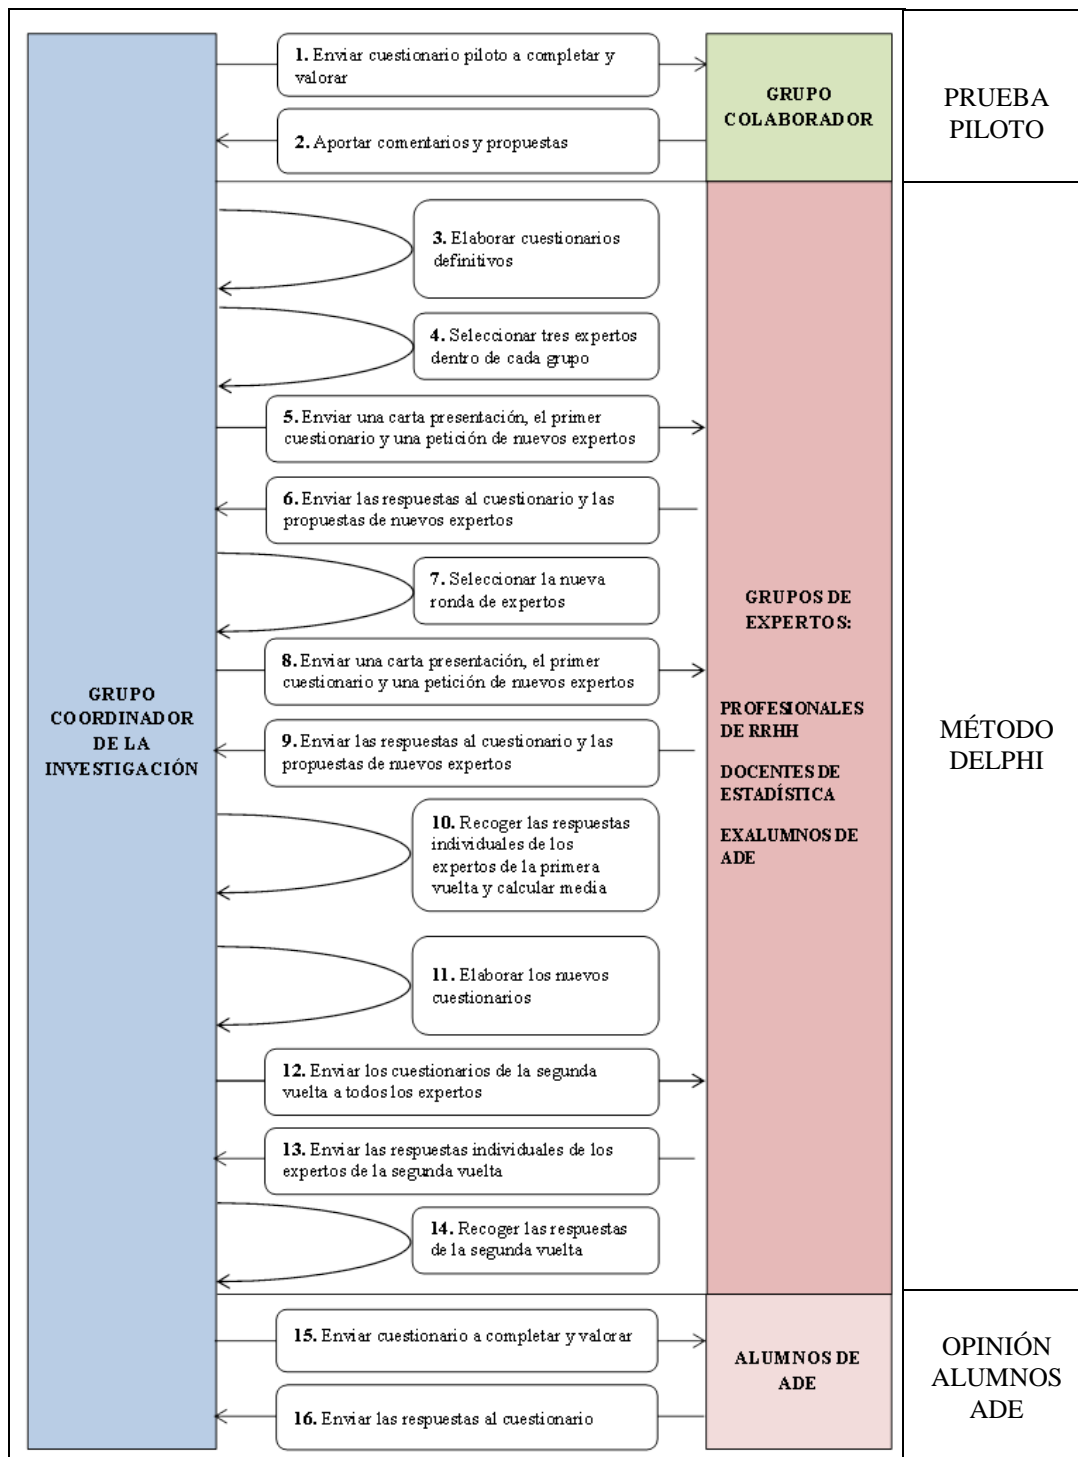 1. Enviar cuestionario piloto a completar y
valorar
GRUPO
COLABORADOR
PRUEBA
PILOTO
2. Aportar comentarios y propuestas
3. Elaborar cuestionarios
definitivos
4. Seleccionar tres expertos
dentro de cada grupo
5. Enviar una carta presentación, el primer
cuestionario y una petición de nuevos expertos
6. Enviar las respuestas al cuestionario y las
propuestas de nuevos expertos
7. Seleccionar la nueva
ronda de expertos
8. Enviar una carta presentación, el primer
cuestionario y una petición de nuevos expertos
9. Enviar las respuestas al cuestionario y las
propuestas de nuevos expertos
GRUPO
COORDINADOR
DE LA
INVESTIGACIÓN
GRUPOS DE
EXPERTOS:
PROFESIONALES
DE RRHH
DOCENTES DE
ESTADÍSTICA
EXALUMNOS DE
ADE
MÉTODO
DELPHI
10. Recoger las respuestas
individuales de los
expertos de la primera
vuelta y calcular media
11. Elaborar los nuevos
cuestionarios
12. Enviar los cuestionarios de la segunda
vuelta a todos los expertos
13. Enviar las respuestas individuales de los
expertos de la segunda vuelta
14. Recoger las respuestas
de la segunda vuelta
15. Enviar cuestionario a completar y valorar
ALUMNOS DE
ADE
OPINIÓN
ALUMNOS
ADE
16. Enviar las respuestas al cuestionario